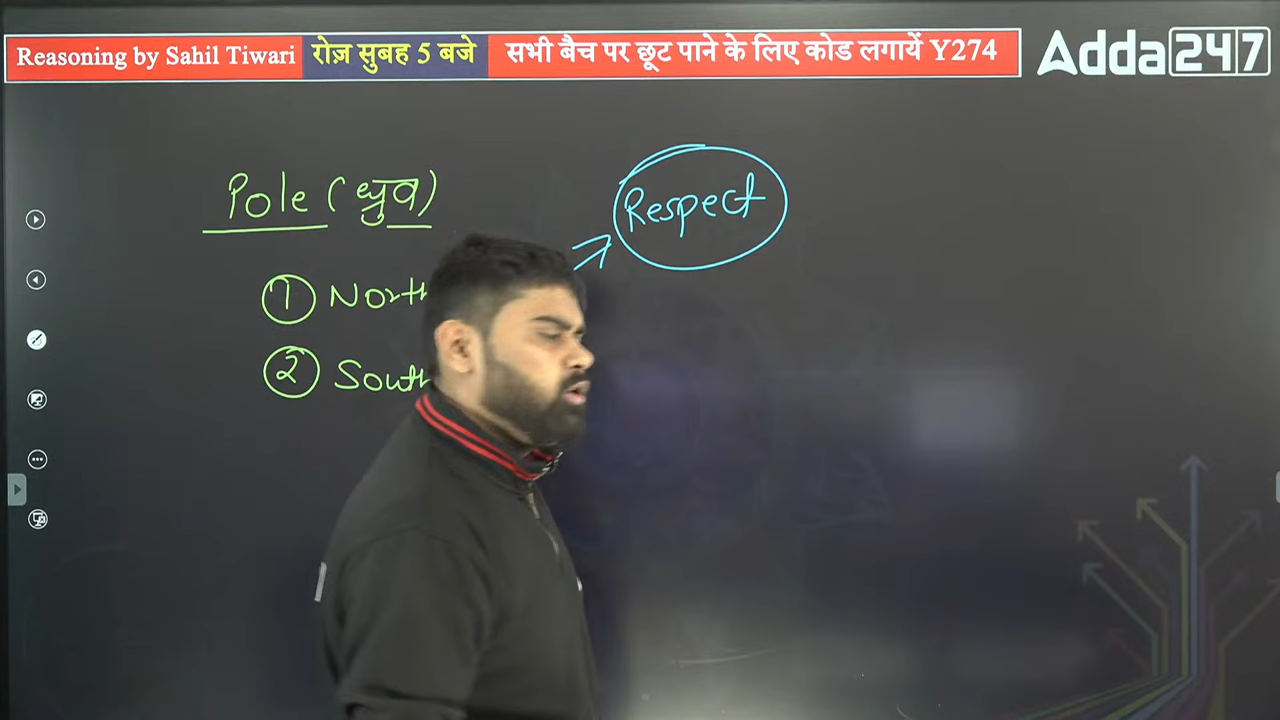 Reasoning by Sahil Tiwari रोज़ सुबह 5 बजे सभी बैच पर छूट पाने के लिए कोड लगायें Y274 Adda247
Pole (ध्रुव)
Respect
1 North
2 South